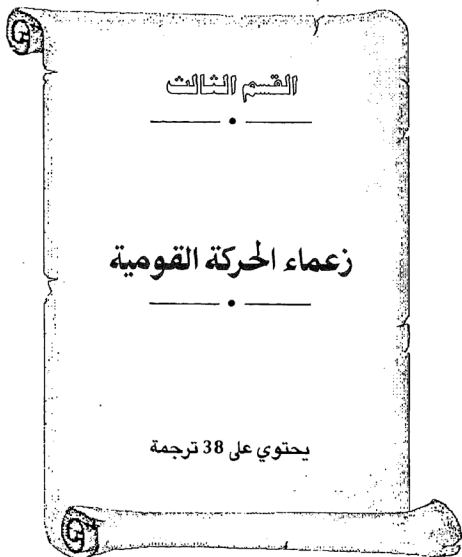 القسم الثالث
زعماء الحركة القومية
يحتوي على 38 ترجمة